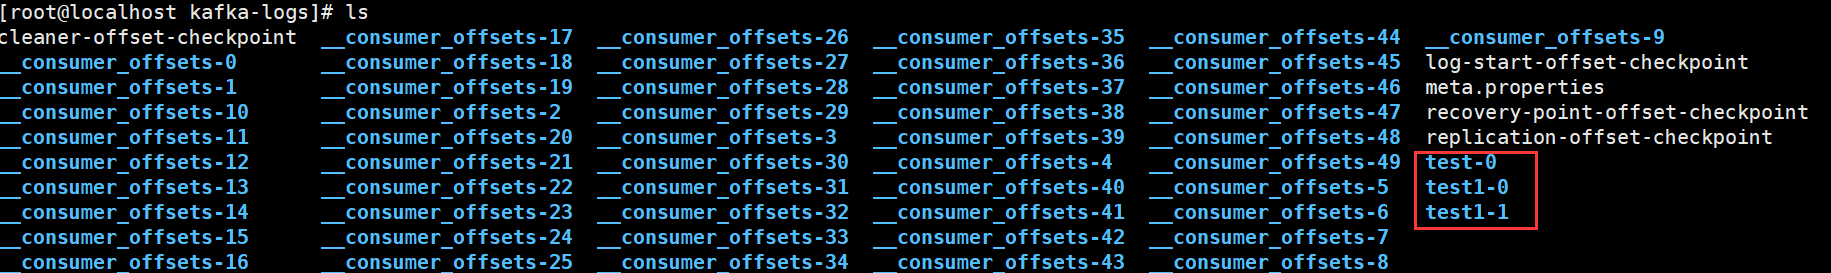 [root@localhost kafka-logs]# ls
cleaner-offset-checkpoint __consumer_offsets-17 __consumer_offsets-26 __consumer_offsets-35 __consumer_offsets-44 __consumer_offsets-9
__consumer_offsets-0 __consumer_offsets-18 __consumer_offsets-27 __consumer_offsets-36 __consumer_offsets-45 log-start-offset-checkpoint
__consumer_offsets-1 __consumer_offsets-19 __consumer_offsets-28 __consumer_offsets-37 __consumer_offsets-46 meta.properties
__consumer_offsets-10 __consumer_offsets-2 __consumer_offsets-29 __consumer_offsets-38 __consumer_offsets-47 recovery-point-offset-checkpoint
__consumer_offsets-11 __consumer_offsets-20 __consumer_offsets-3 __consumer_offsets-39 __consumer_offsets-48 replication-offset-checkpoint
__consumer_offsets-12 __consumer_offsets-21 __consumer_offsets-30 __consumer_offsets-4 __consumer_offsets-49 test-0
__consumer_offsets-13 __consumer_offsets-22 __consumer_offsets-31 __consumer_offsets-40 __consumer_offsets-5 test1-0
__consumer_offsets-14 __consumer_offsets-23 __consumer_offsets-32 __consumer_offsets-41 __consumer_offsets-6 test1-1
__consumer_offsets-15 __consumer_offsets-24 __consumer_offsets-33 __consumer_offsets-42 __consumer_offsets-7
__consumer_offsets-16 __consumer_offsets-25 __consumer_offsets-34 __consumer_offsets-43 __consumer_offsets-8